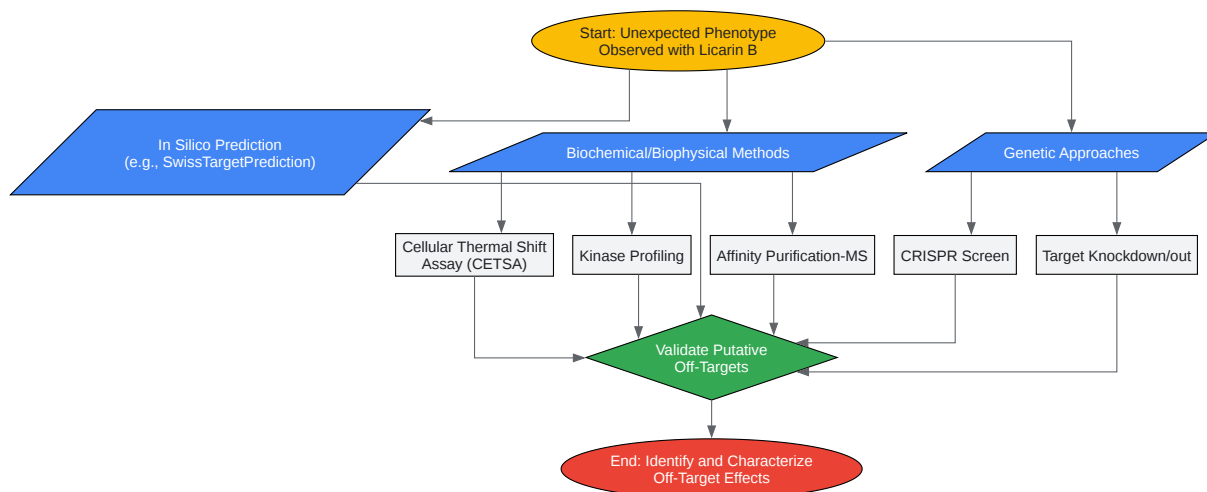 Start: Unexpected Phenotype
Observed with Licarin B
In Silico Prediction
(e.g., SwissTargetPrediction)
Biochemical/Biophysical Methods
Genetic Approaches
Cellular Thermal Shift
Assay (CETSA)
Kinase Profiling
Affinity Purification-MS
CRISPR Screen
Target Knockdown/out
Validate Putative
Off-Targets
End: Identify and Characterize
Off-Target Effects